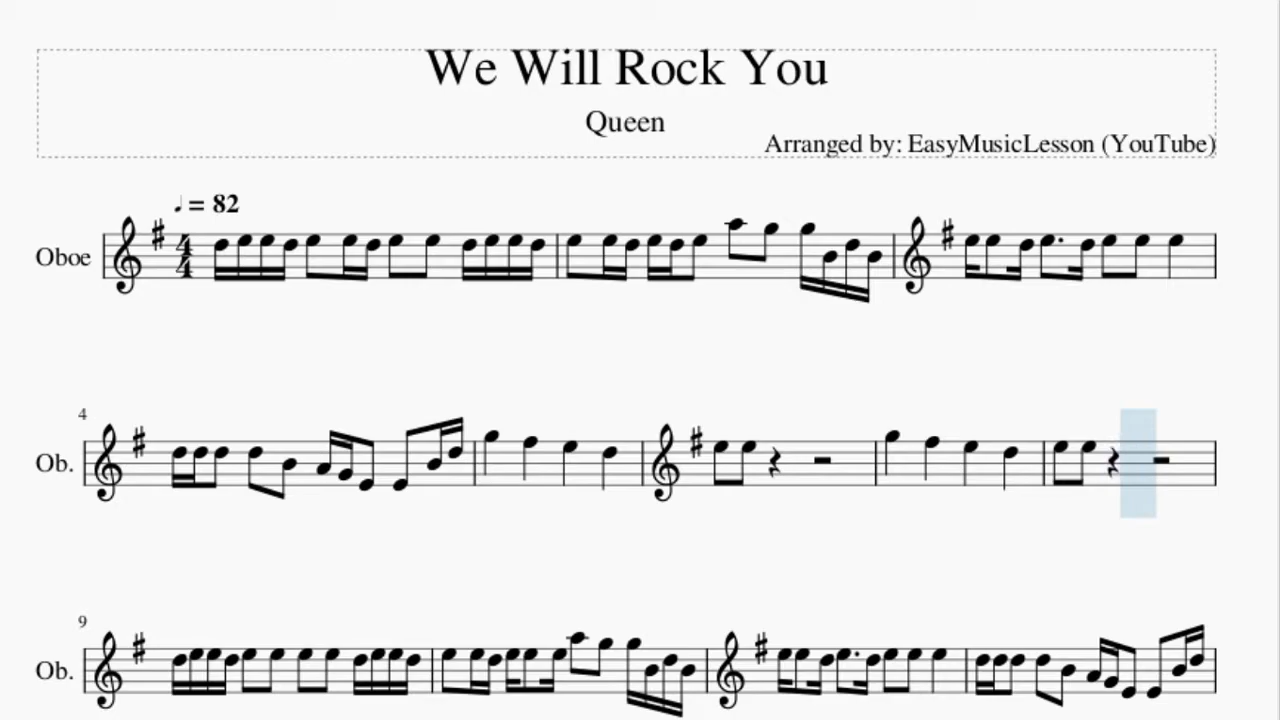 We Will Rock You
Queen
Arranged by: EasyMusicLesson (YouTube)
♩ = 82
Oboe
4
4
4
Ob.
9
Ob.